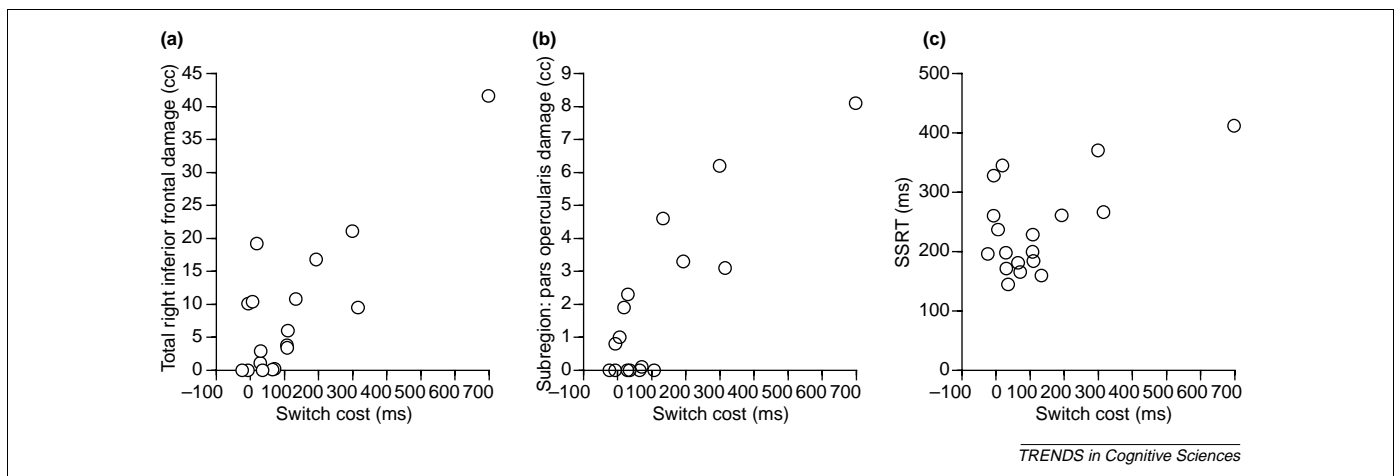 (a)
Total right inferior frontal damage (cc)
45
40
35
30
25
20
15
10
5
0
–100 0 100 200 300 400 500 600 700
Switch cost (ms)
(b)
Subregion: pars opercularis damage (cc)
9
8
7
6
5
4
3
2
1
0
–100 0 100 200 300 400 500 600 700
Switch cost (ms)
(c)
SSRT (ms)
500
400
300
200
100
0
–100 0 100 200 300 400 500 600 700
Switch cost (ms)
TRENDS in Cognitive Sciences